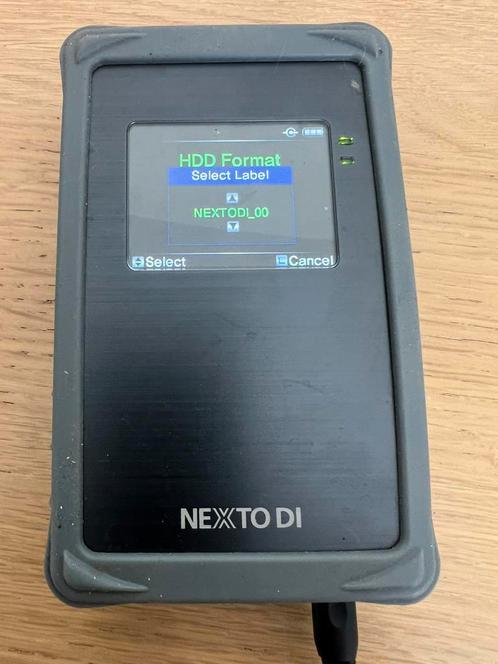 HDD Format
Select Label
NEXTODI_00
Select
Cancel
NEXTO DI